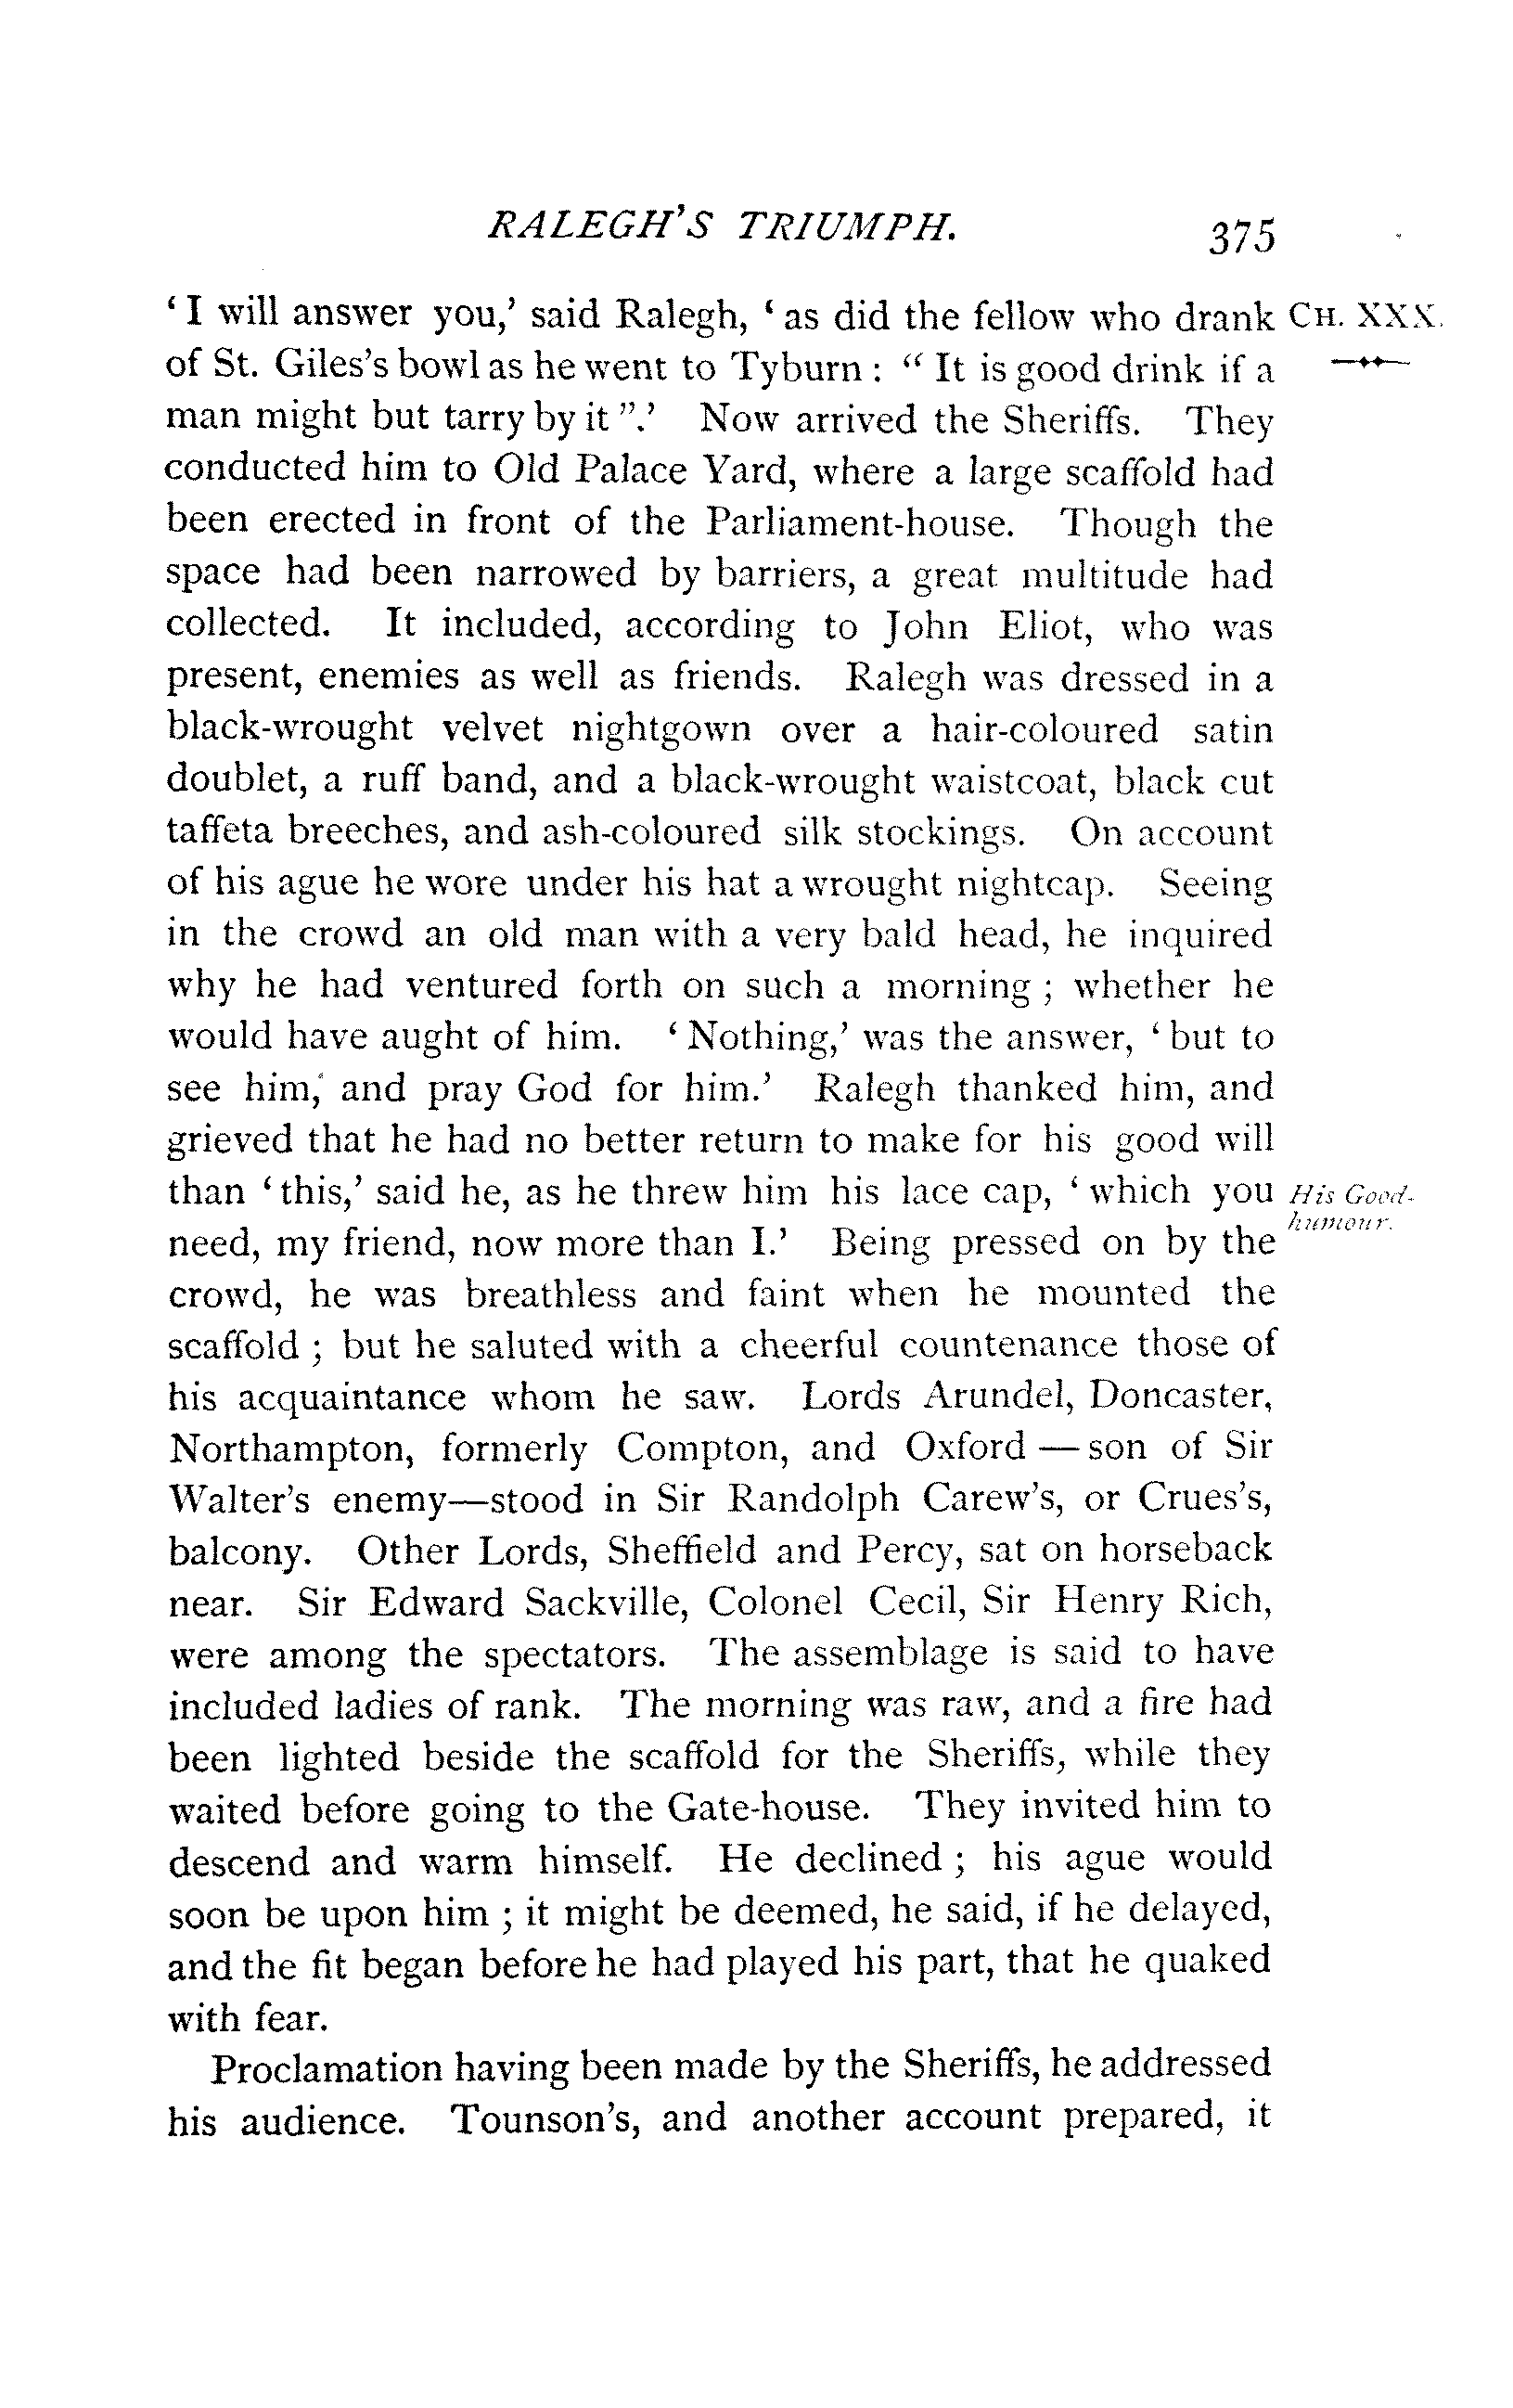 RALEGH'S TRIUMPH. 375
‘I will answer you,’ said Ralegh, ‘as did the fellow who drank CH. XXX.
of St. Giles's bowl as he went to Tyburn : “ It is good drink if a
man might but tarry by it ”.’ Now arrived the Sheriffs. They
conducted him to Old Palace Yard, where a large scaffold had
been erected in front of the Parliament-house. Though the
space had been narrowed by barriers, a great multitude had
collected. It included, according to John Eliot, who was
present, enemies as well as friends. Ralegh was dressed in a
black-wrought velvet nightgown over a hair-coloured satin
doublet, a ruff band, and a black-wrought waistcoat, black cut
taffeta breeches, and ash-coloured silk stockings. On account
of his ague he wore under his hat a wrought nightcap. Seeing
in the crowd an old man with a very bald head, he inquired
why he had ventured forth on such a morning ; whether he
would have aught of him. ‘Nothing,’ was the answer, ‘but to
see him, and pray God for him.’ Ralegh thanked him, and
grieved that he had no better return to make for his good will
than ‘this,’ said he, as he threw him his lace cap, ‘which you His Good-
need, my friend, now more than I.’ Being pressed on by the humour.
crowd, he was breathless and faint when he mounted the
scaffold ; but he saluted with a cheerful countenance those of
his acquaintance whom he saw. Lords Arundel, Doncaster,
Northampton, formerly Compton, and Oxford — son of Sir
Walter's enemy—stood in Sir Randolph Carew's, or Crues's,
balcony. Other Lords, Sheffield and Percy, sat on horseback
near. Sir Edward Sackville, Colonel Cecil, Sir Henry Rich,
were among the spectators. The assemblage is said to have
included ladies of rank. The morning was raw, and a fire had
been lighted beside the scaffold for the Sheriffs, while they
waited before going to the Gate-house. They invited him to
descend and warm himself. He declined ; his ague would
soon be upon him ; it might be deemed, he said, if he delayed,
and the fit began before he had played his part, that he quaked
with fear.
Proclamation having been made by the Sheriffs, he addressed
his audience. Tounson's, and another account prepared, it